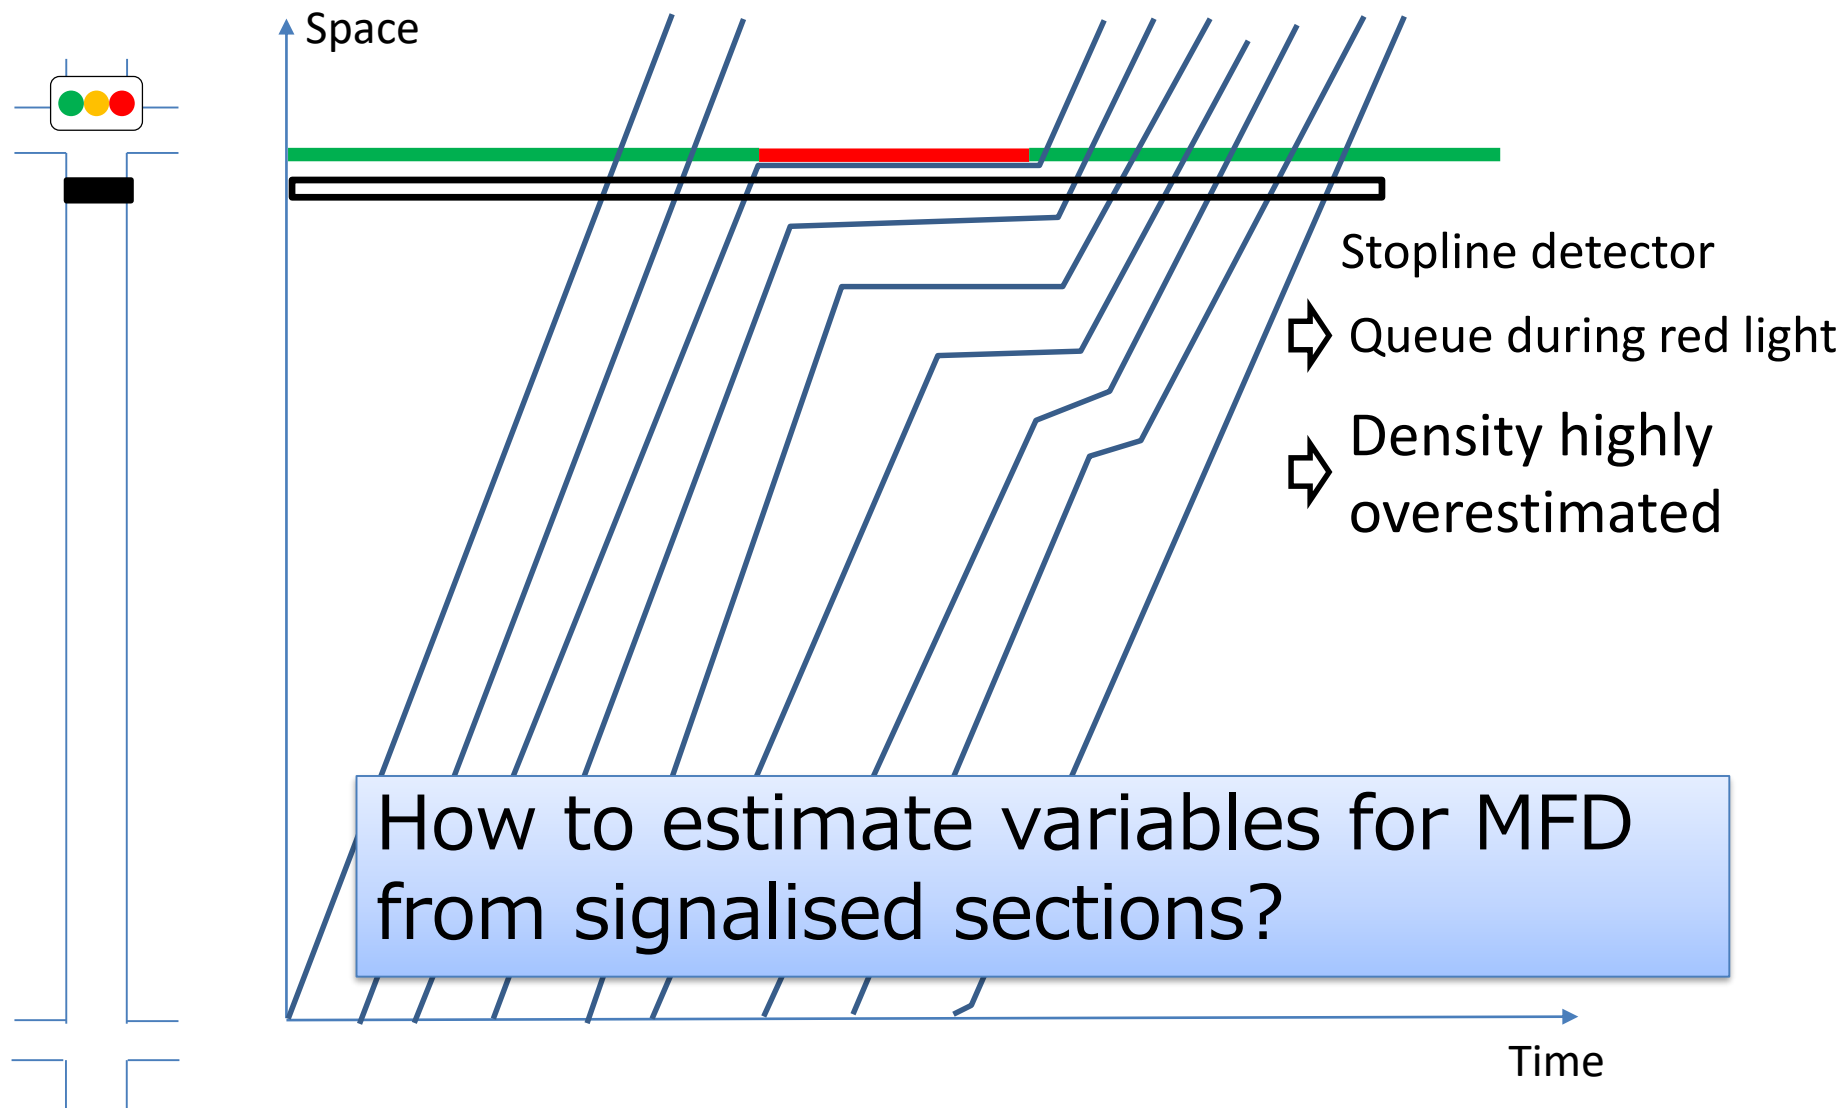 Space
Stopline detector
Queue during red light
Density highly
overestimated
How to estimate variables for MFD
from signalised sections?
Time